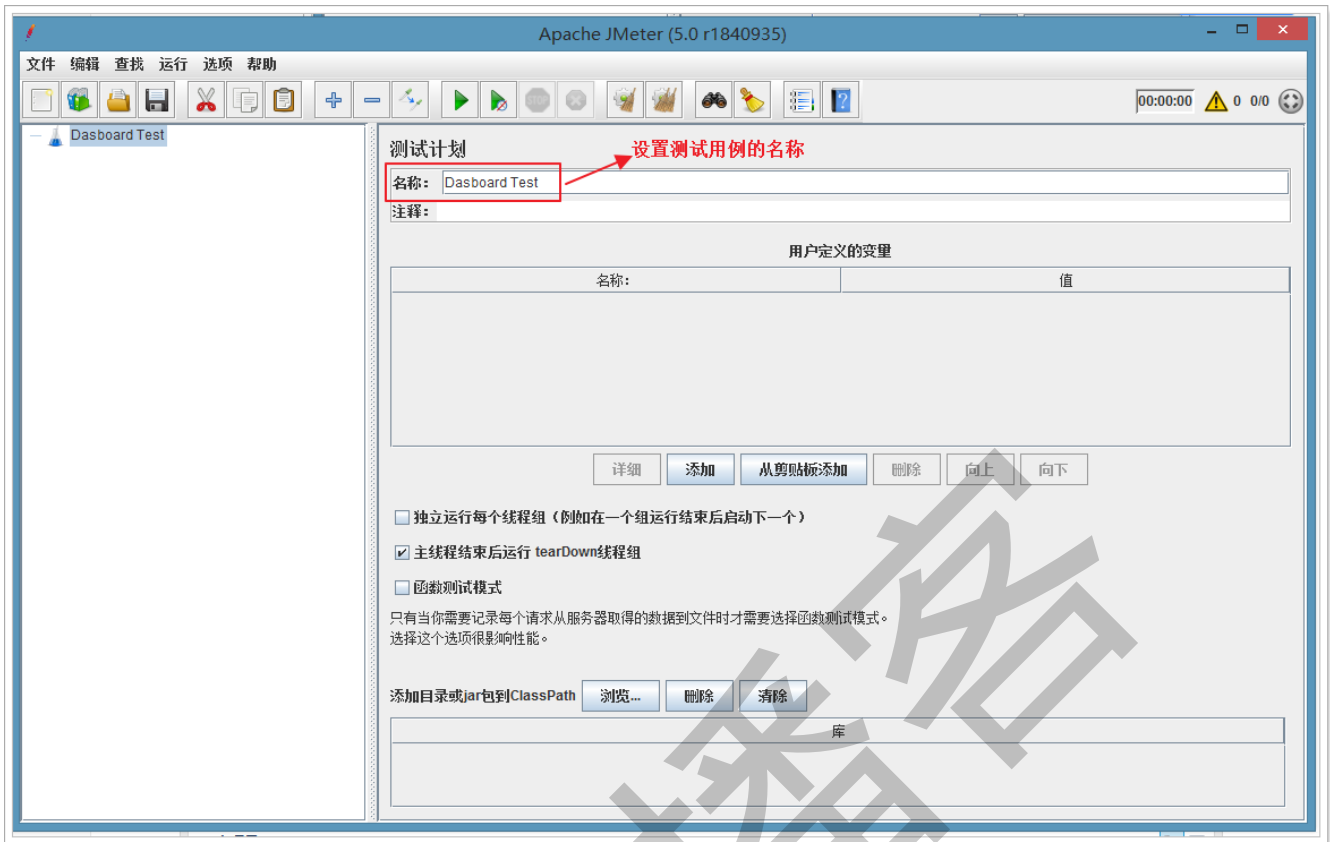 Apache JMeter (5.0 r1840935)
文件 编辑 查找 运行 选项 帮助
STOP
00:00:00 0 0/0
Dasboard Test
测试计划
设置测试用例的名称
名称： Dasboard Test
注释：
用户定义的变量
名称： 值
详细 添加 从剪贴板添加 删除 向上 向下
独立运行每个线程组（例如在一个组运行结束后启动下一个）
主线程结束后运行 tearDown线程组
函数测试模式
只有当你需要记录每个请求从服务器取得的数据到文件时才需要选择函数测试模式。
选择这个选项很影响性能。
添加目录或jar包到ClassPath 浏览... 删除 清除
库
播客